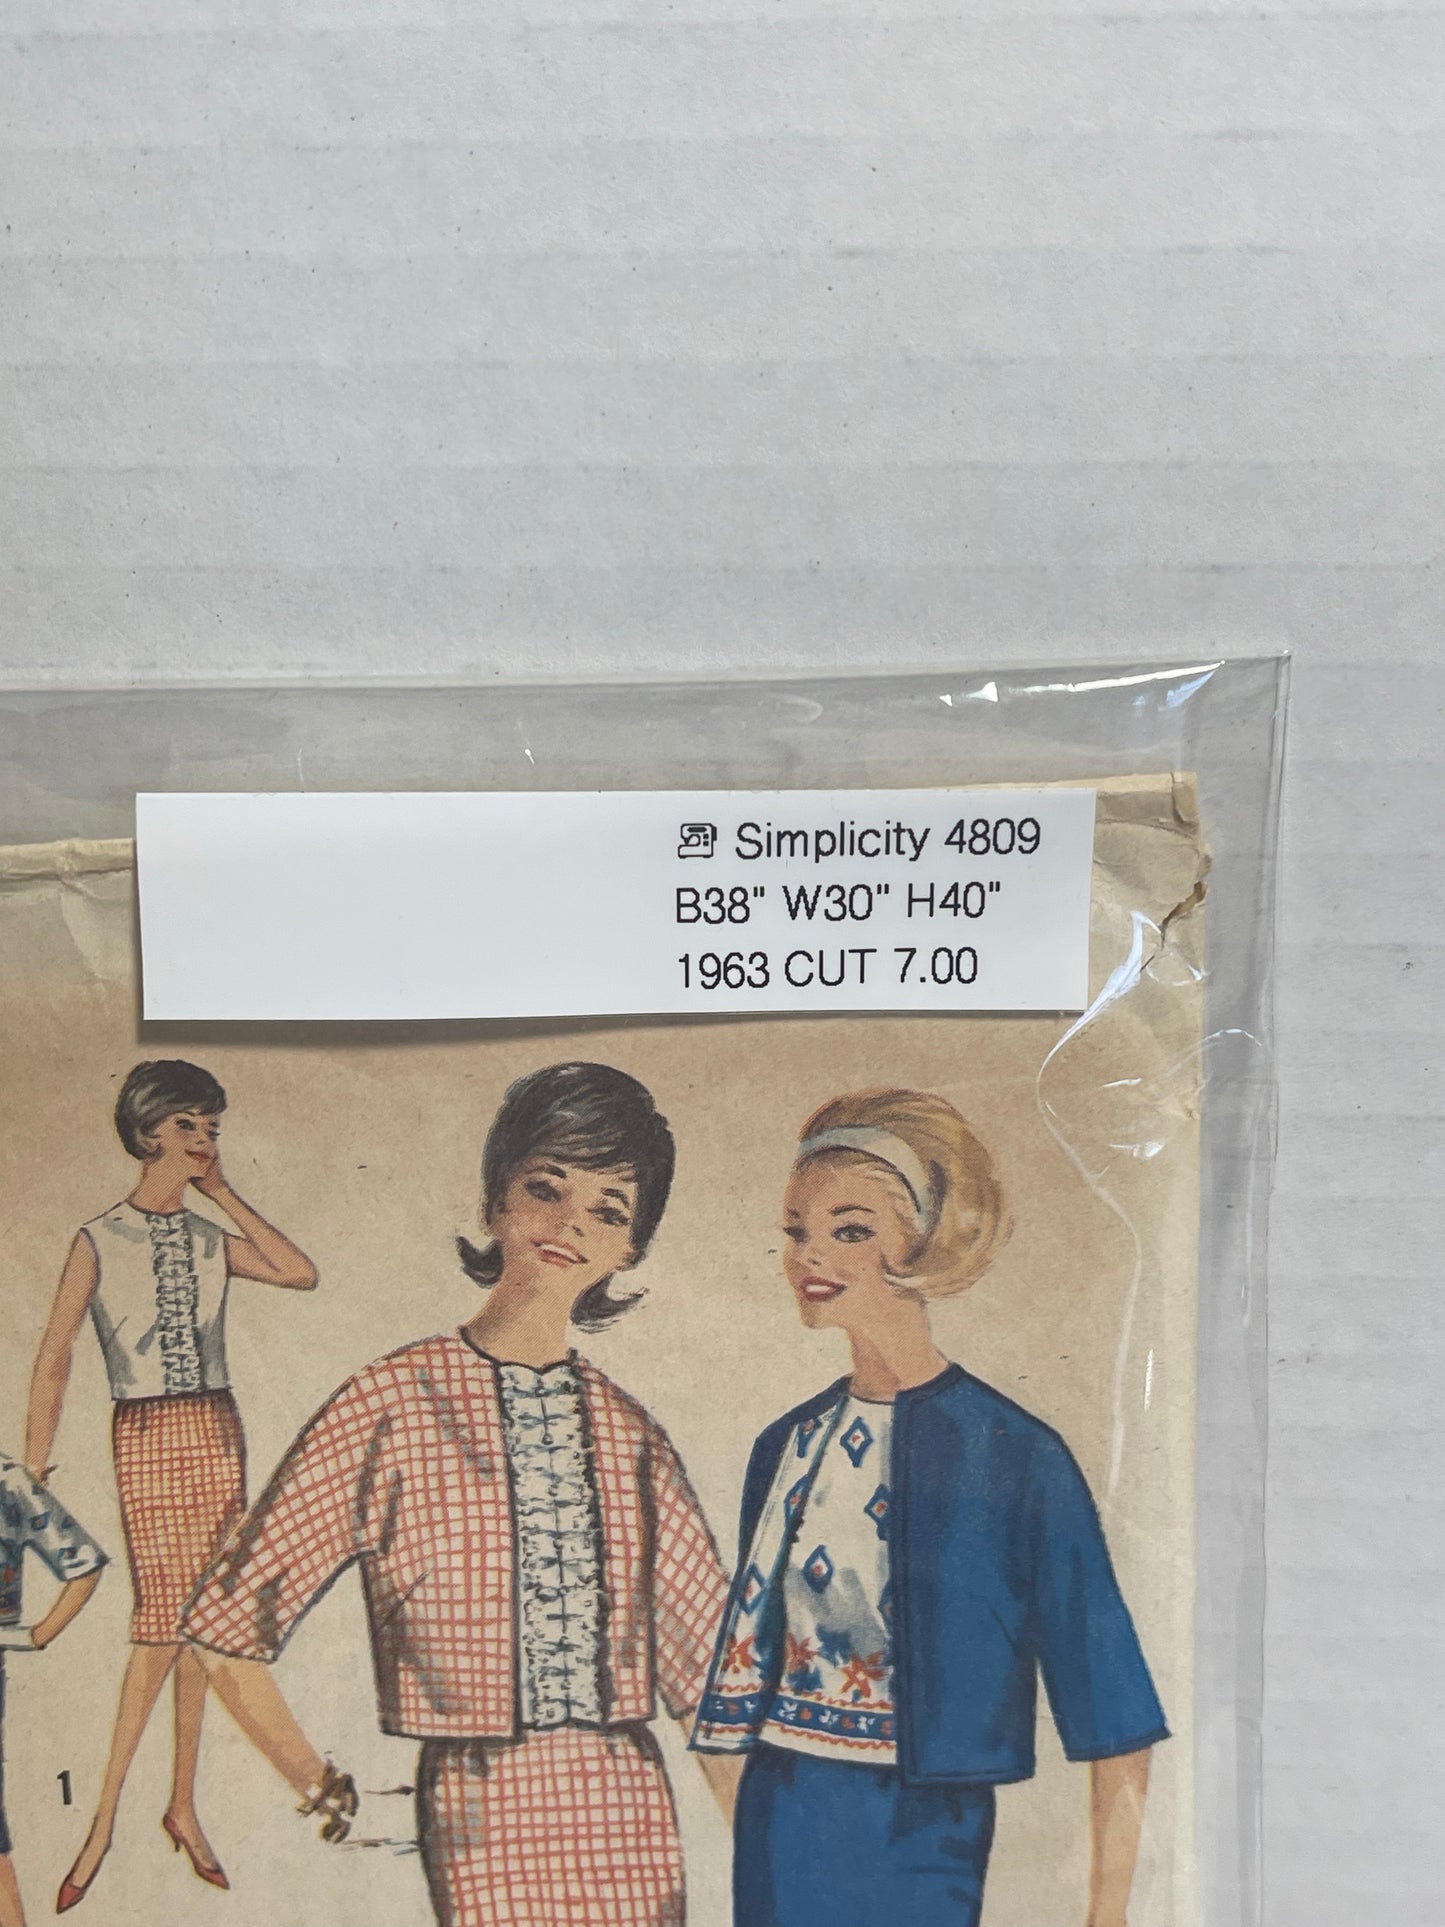 Simplicity 4809
B38" W30" H40"
1963 CUT 7.00
1